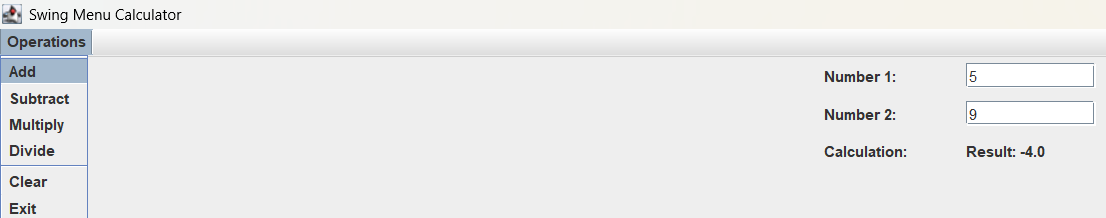 Swing Menu Calculator
Operations
Add
Subtract
Multiply
Divide
Clear
Exit
Number 1: 5
Number 2: 9
Calculation: Result: -4.0